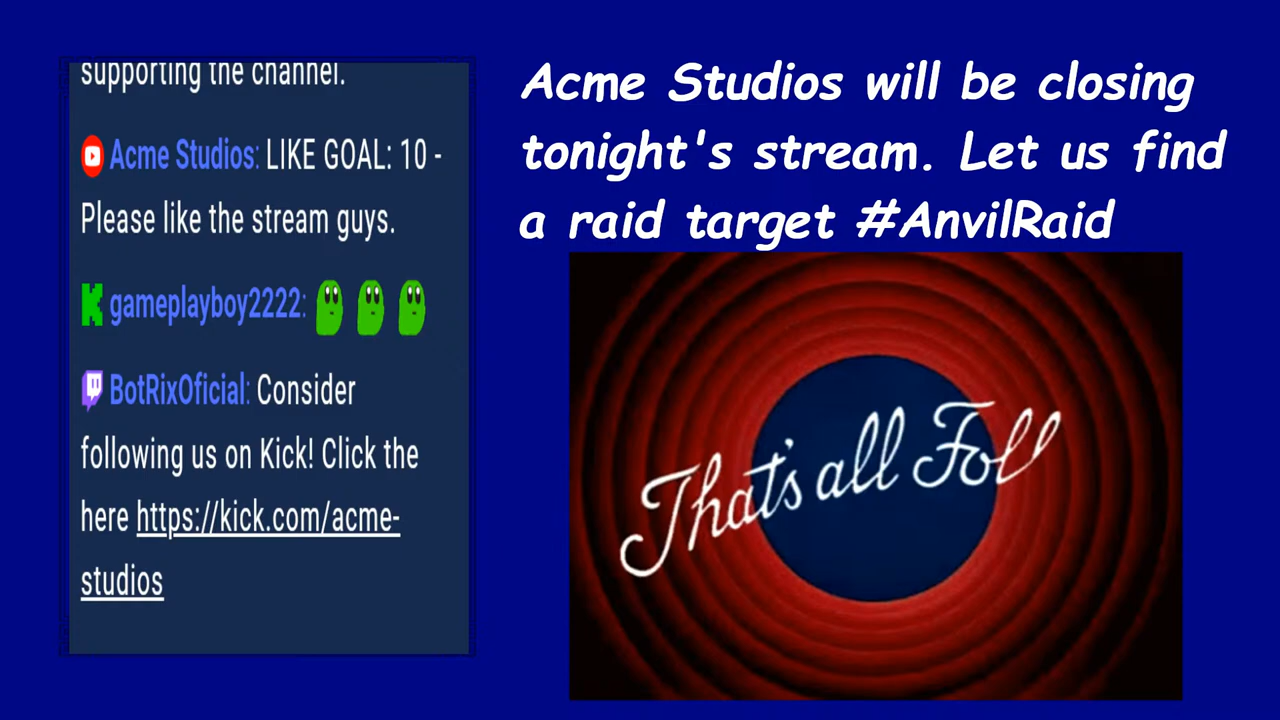 supporting the channel.
Acme Studios: LIKE GOAL: 10 -
Please like the stream guys.
gameplayboy2222:
BotRixOficial: Consider
following us on Kick! Click the
here https://kick.com/acme-
studios
Acme Studios will be closing
tonight's stream. Let us find
a raid target #AnvilRaid
That's all Foll